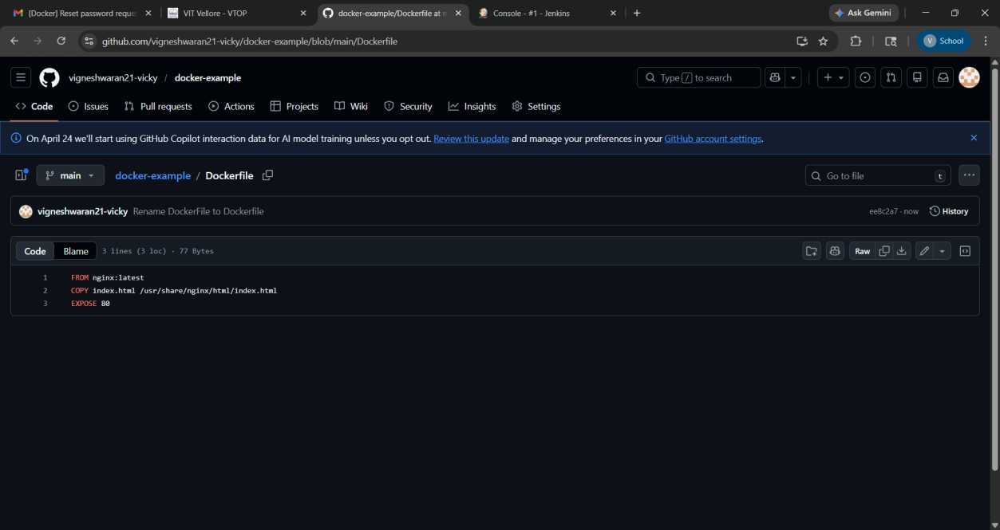 [Docker] Reset password reque
VIT Vellore - VTOP
docker-example/Dockerfile at n
Console - #1 - Jenkins
Ask Gemini
github.com/vigneshwaran21-vicky/docker-example/blob/main/Dockerfile
V School
vigneshwaran21-vicky / docker-example
Type / to search
Code Issues Pull requests Actions Projects Wiki Security Insights Settings
On April 24 we'll start using GitHub Copilot interaction data for AI model training unless you opt out. Review this update and manage your preferences in your GitHub account settings.
main docker-example / Dockerfile
Go to file t
vigneshwaran21-vicky Rename DockerFile to Dockerfile
ee8c2a7 · now History
Code Blame 3 lines (3 loc) · 77 Bytes
Raw
1 FROM nginx:latest
2 COPY index.html /usr/share/nginx/html/index.html
3 EXPOSE 80